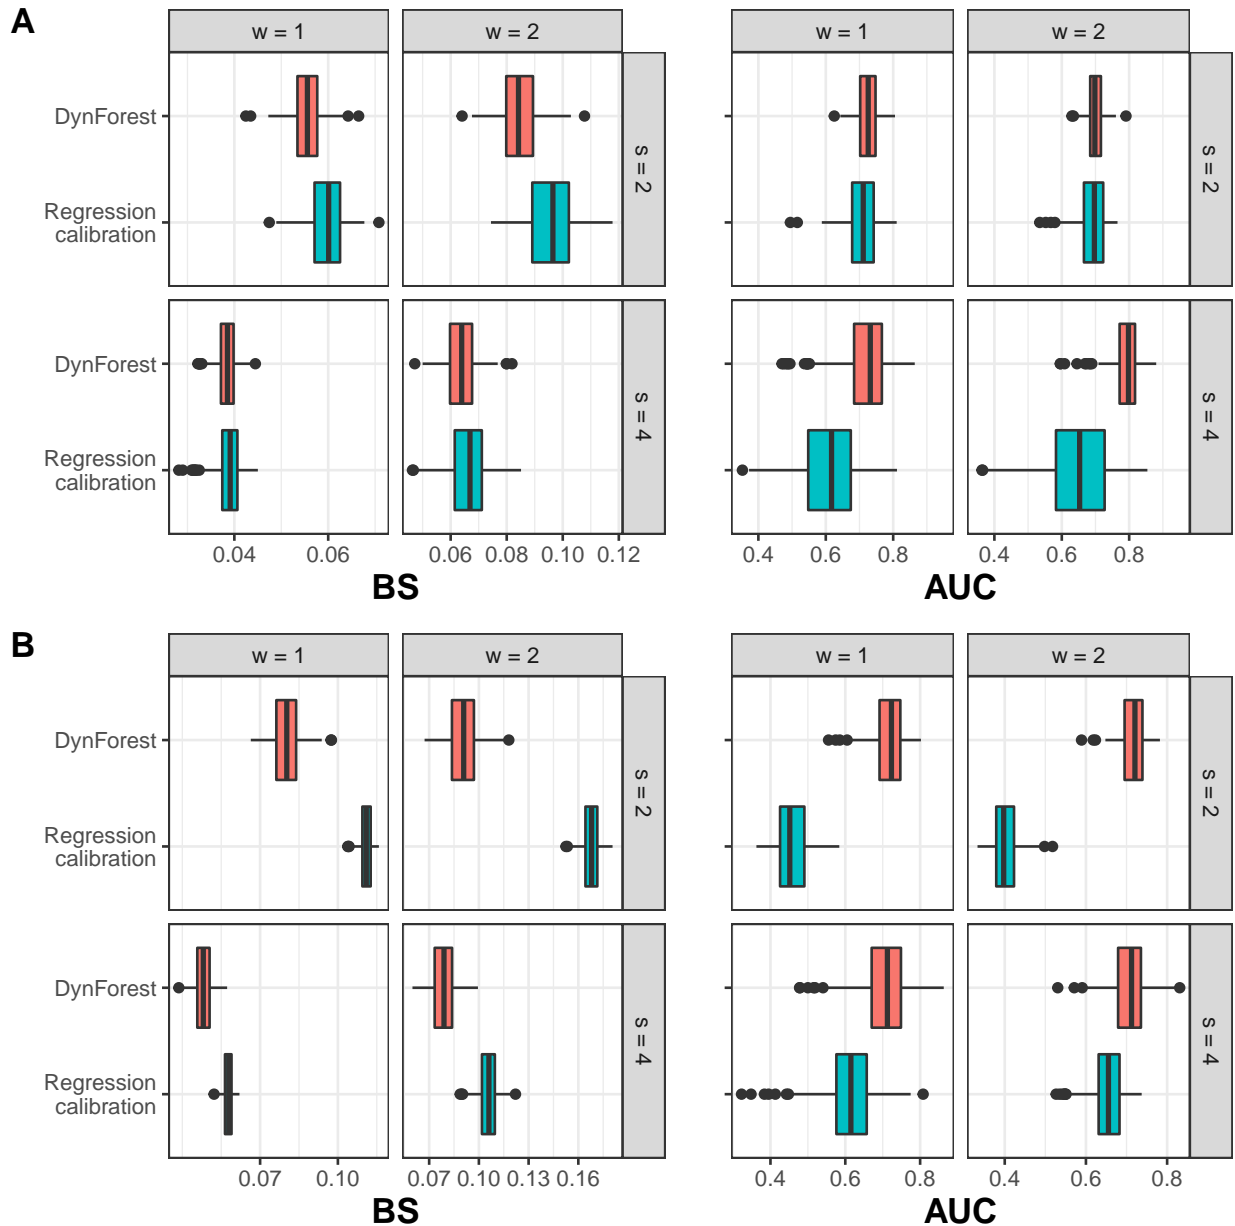 A
w = 1
w = 2
w = 1
w = 2
DynForest
Regression
calibration
s = 2
s = 2
DynForest
Regression
calibration
s = 4
s = 4
0.04
0.06
0.06
0.08
0.10
0.12
0.4
0.6
0.8
0.4
0.6
0.8
BS
AUC
B
w = 1
w = 2
w = 1
w = 2
DynForest
Regression
calibration
s = 2
s = 2
DynForest
Regression
calibration
s = 4
s = 4
0.07
0.10
0.07
0.10
0.13
0.16
0.4
0.6
0.8
0.4
0.6
0.8
BS
AUC